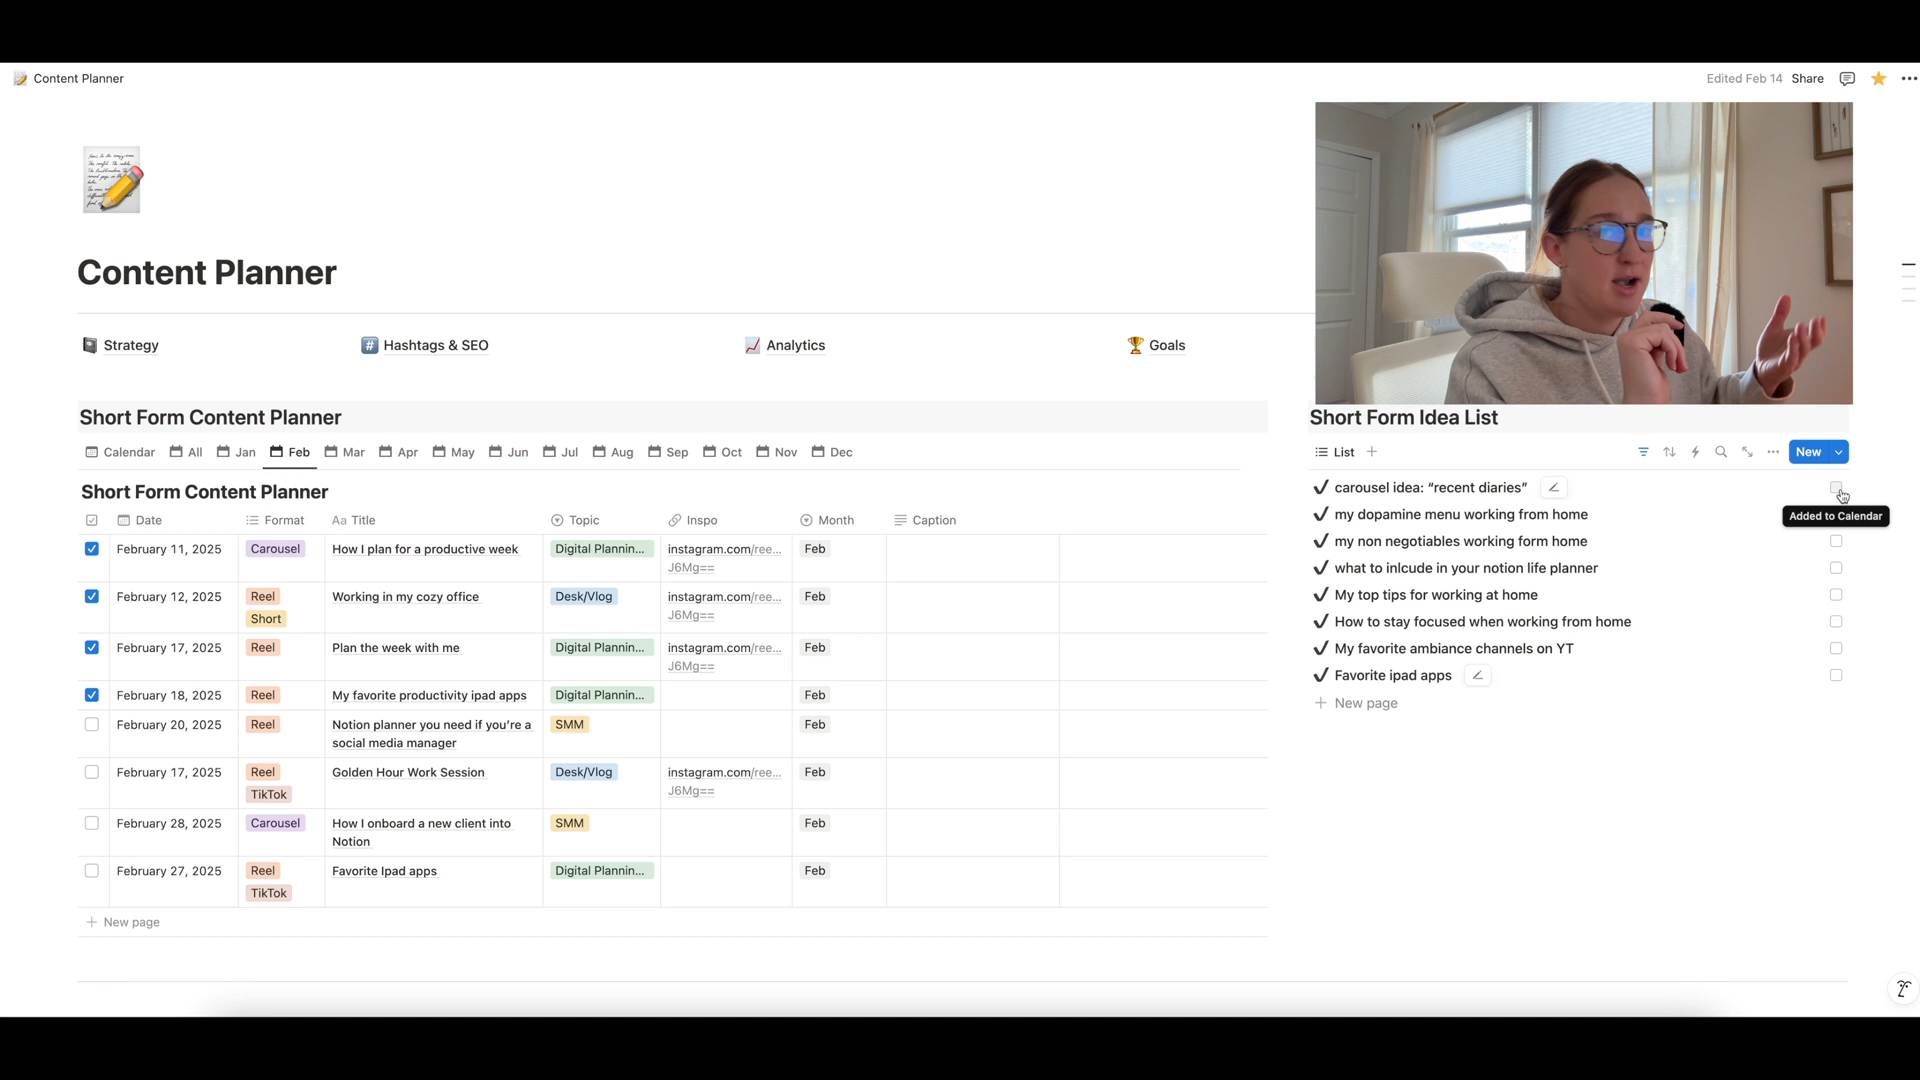 Content Planner
Edited Feb 14 Share
Content Planner
Strategy
# Hashtags & SEO
Analytics
Goals
Short Form Content Planner
Calendar All Jan Feb Mar Apr May Jun Jul Aug Sep Oct Nov Dec
Short Form Content Planner
Date Format Aa Title Topic Inspo Month Caption
February 11, 2025 Carousel How I plan for a productive week Digital Plannin... instagram.com/ree... Feb
J6Mg==
February 12, 2025 Reel Working in my cozy office Desk/Vlog instagram.com/ree... Feb
Short J6Mg==
February 17, 2025 Reel Plan the week with me Digital Plannin... instagram.com/ree... Feb
J6Mg==
February 18, 2025 Reel My favorite productivity ipad apps Digital Plannin... Feb
February 20, 2025 Reel Notion planner you need if you're a SMM Feb
social media manager
February 17, 2025 Reel Golden Hour Work Session Desk/Vlog instagram.com/ree... Feb
TikTok J6Mg==
February 28, 2025 Carousel How I onboard a new client into SMM Feb
Notion
February 27, 2025 Reel Favorite Ipad apps Digital Plannin... Feb
TikTok
+ New page
Short Form Idea List
List + New
carousel idea: “recent diaries”
my dopamine menu working from home
Added to Calendar
my non negotiables working form home
what to inlcude in your notion life planner
My top tips for working at home
How to stay focused when working from home
My favorite ambiance channels on YT
Favorite ipad apps
+ New page